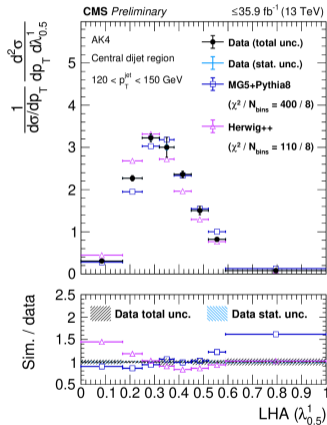 CMS Preliminary ≤35.9 fb⁻¹ (13 TeV)
AK4
Central dijet region
120 < p_T^jet < 150 GeV
Data (total unc.)
Data (stat. unc.)
MG5+Pythia8
(χ² / N_bins = 400 / 8)
Herwig++
(χ² / N_bins = 110 / 8)
1 / dσ/dp_T d²σ / dp_T dλ^1_0.5
5
4
3
2
1
0
Sim. / data
Data total unc. Data stat. unc.
2.5
2
1.5
1
0.5
0 0.1 0.2 0.3 0.4 0.5 0.6 0.7 0.8 0.9 1
LHA (λ^1_0.5)